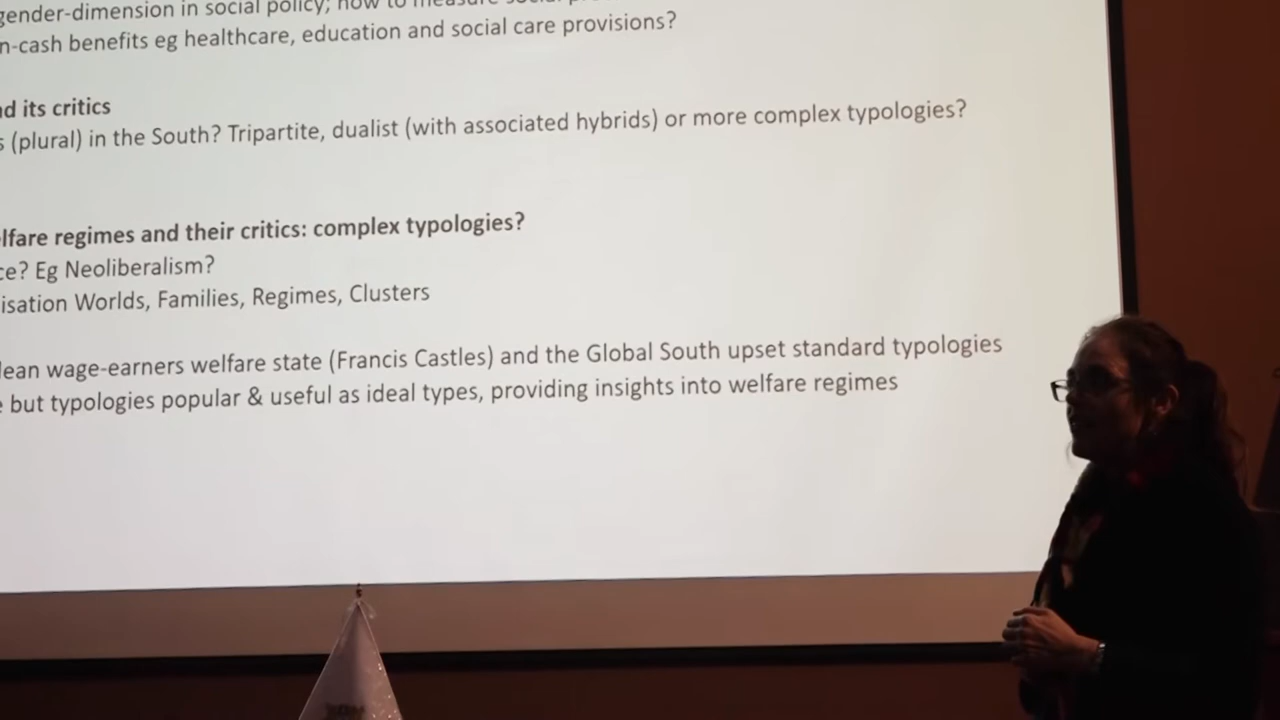 gender-dimension in social policy; how to measure social
n-cash benefits eg healthcare, education and social care provisions?
d its critics
s (plural) in the South? Tripartite, dualist (with associated hybrids) or more complex typologies?
lfare regimes and their critics: complex typologies?
ce? Eg Neoliberalism?
isation Worlds, Families, Regimes, Clusters
dean wage-earners welfare state (Francis Castles) and the Global South upset standard typologies
e but typologies popular & useful as ideal types, providing insights into welfare regimes